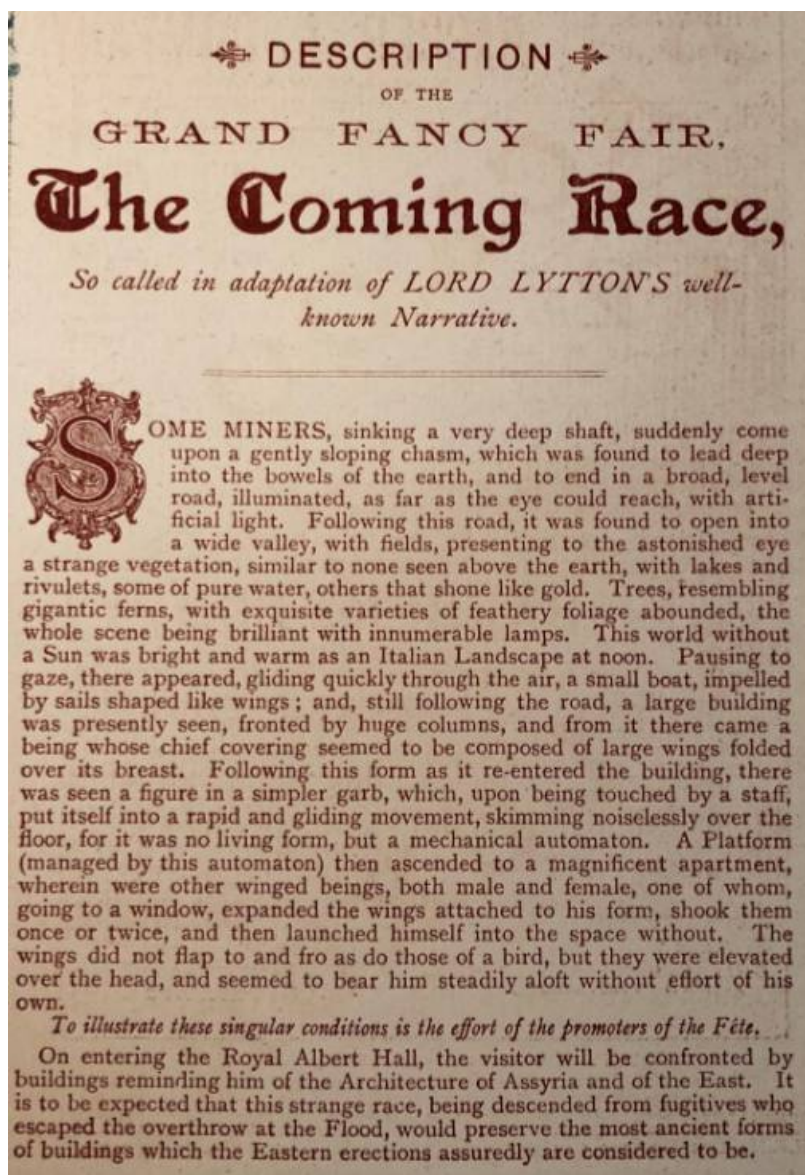 DESCRIPTION
OF THE
GRAND FANCY FAIR,
The Coming Race,
So called in adaptation of LORD LYTTON'S well-
known Narrative.
SOME MINERS, sinking a very deep shaft, suddenly come
upon a gently sloping chasm, which was found to lead deep
into the bowels of the earth, and to end in a broad, level
road, illuminated, as far as the eye could reach, with arti-
ficial light. Following this road, it was found to open into
a wide valley, with fields, presenting to the astonished eye
a strange vegetation, similar to none seen above the earth, with lakes and
rivulets, some of pure water, others that shone like gold. Trees, resembling
gigantic ferns, with exquisite varieties of feathery foliage abounded, the
whole scene being brilliant with innumerable lamps. This world without
a Sun was bright and warm as an Italian Landscape at noon. Pausing to
gaze, there appeared, gliding quickly through the air, a small boat, impelled
by sails shaped like wings; and, still following the road, a large building
was presently seen, fronted by huge columns, and from it there came a
being whose chief covering seemed to be composed of large wings folded
over its breast. Following this form as it re-entered the building, there
was seen a figure in a simpler garb, which, upon being touched by a staff,
put itself into a rapid and gliding movement, skimming noiselessly over the
floor, for it was no living form, but a mechanical automaton. A Platform
(managed by this automaton) then ascended to a magnificent apartment,
wherein were other winged beings, both male and female, one of whom,
going to a window, expanded the wings attached to his form, shook them
once or twice, and then launched himself into the space without. The
wings did not flap to and fro as do those of a bird, but they were elevated
over the head, and seemed to bear him steadily aloft without effort of his
own.
To illustrate these singular conditions is the effort of the promoters of the Fête.
On entering the Royal Albert Hall, the visitor will be confronted by
buildings reminding him of the Architecture of Assyria and of the East. It
is to be expected that this strange race, being descended from fugitives who
escaped the overthrow at the Flood, would preserve the most ancient forms
of buildings which the Eastern erections assuredly are considered to be.